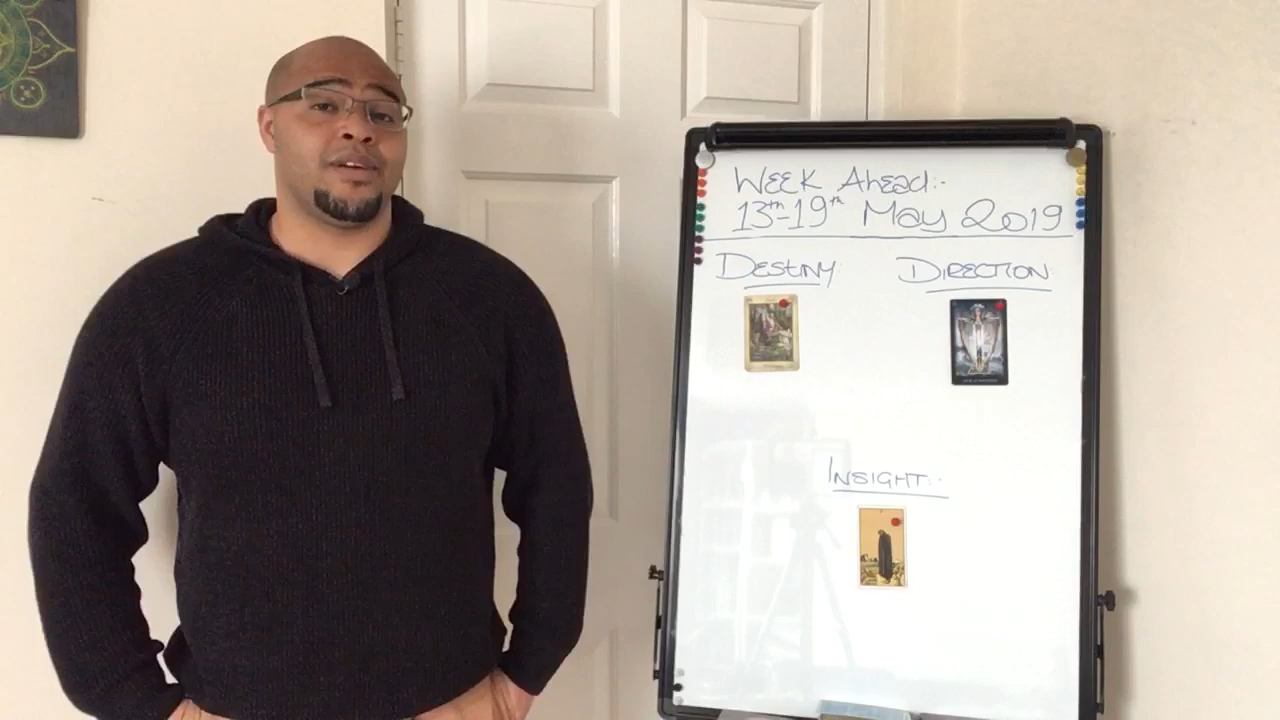 Week Ahead:-
13th-19th May 2019
Destiny
Direction
Insight:-